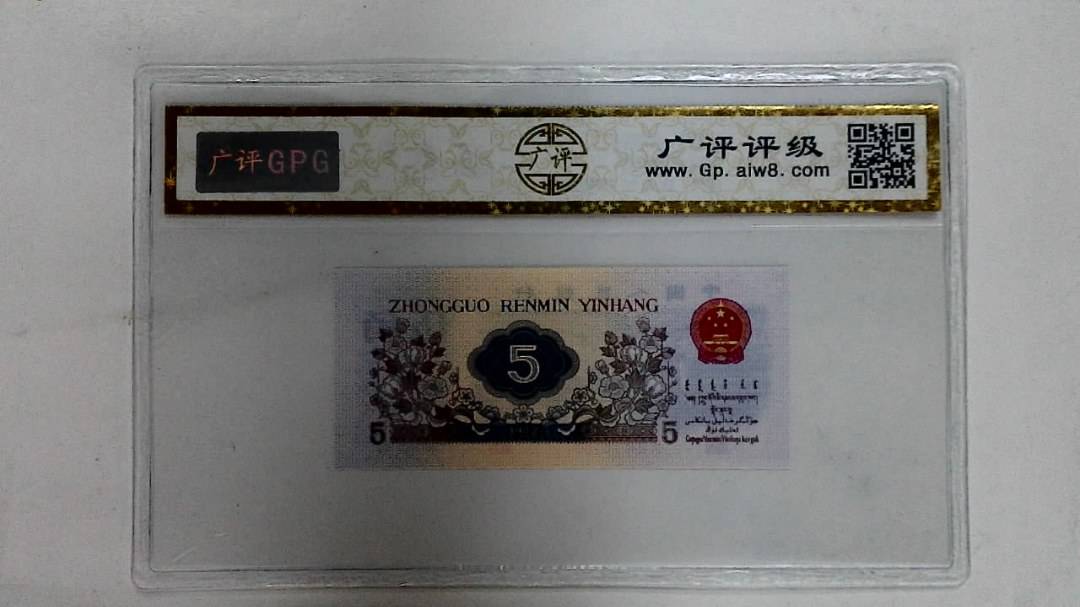 广评GPG
广评
广评评级
www. Gp. aiw8. com
ZHONGGUO RENMIN YINHANG
5
5
5